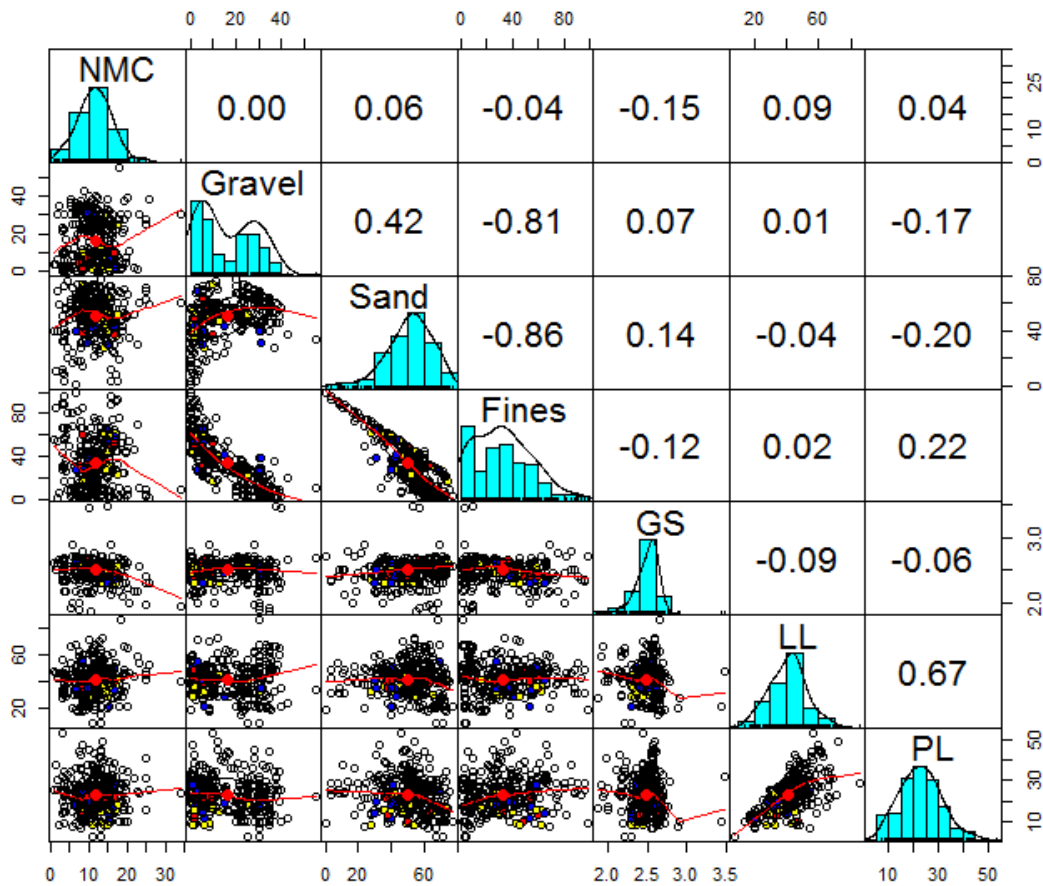 0 20 40 0 40 80 20 60
NMC 0.00 0.06 -0.04 -0.15 0.09 0.04 0 10 25
0 20 40 Gravel 0.42 -0.81 0.07 0.01 -0.17
Sand -0.86 0.14 -0.04 -0.20 0 40 80
0 40 80 Fines -0.12 0.02 0.22
GS -0.09 -0.06 2.0 3.0
20 60 LL 0.67
PL 10 30 50
0 10 20 30 0 20 60 2.0 2.5 3.0 3.5 10 30 50